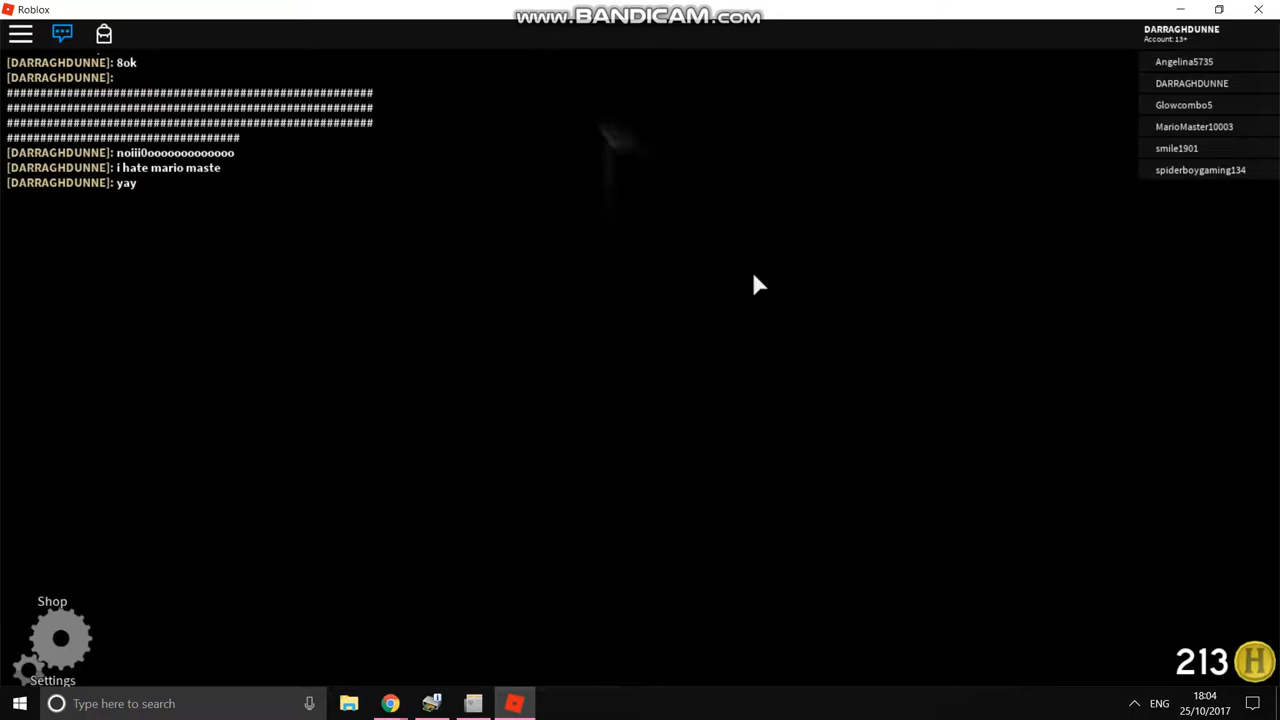 Roblox
www.BANDICAM.com
DARRAGHDUNNE
Account: 13+
[DARRAGHDUNNE]: 8ok
[DARRAGHDUNNE]:
#######################################################
#######################################################
#######################################################
###################################
[DARRAGHDUNNE]: noiii0ooooooooooooo
[DARRAGHDUNNE]: i hate mario maste
[DARRAGHDUNNE]: yay
Angelina5735
DARRAGHDUNNE
Glowcombo5
MarioMaster10003
smile1901
spiderboygaming134
Shop
Settings
213 H
Type here to search
ENG
18:04
25/10/2017